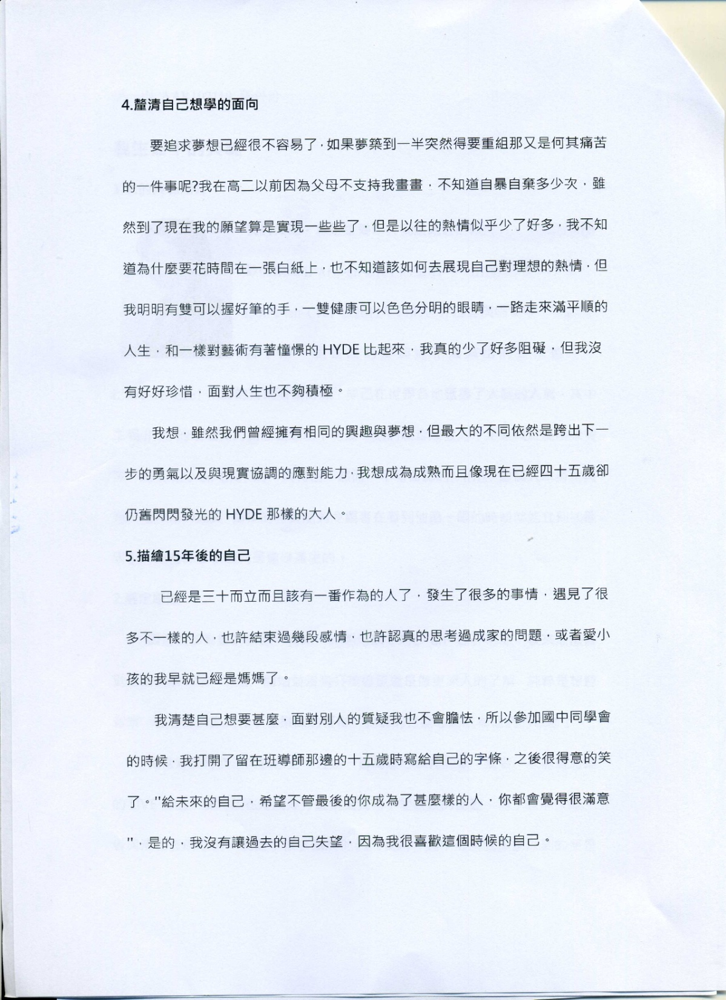 4.釐清自己想學的面向
要追求夢想已經很不容易了，如果夢築到一半突然得要重組那又是何其痛苦
的一件事呢?我在高二以前因為父母不支持我畫畫，不知道自暴自棄多少次，雖
然到了現在我的願望算是實現一些些了，但是以往的熱情似乎少了好多，我不知
道為什麼要花時間在一張白紙上，也不知道該如何去展現自己對理想的熱情，但
我明明有雙可以握好筆的手，一雙健康可以色色分明的眼睛，一路走來滿平順的
人生，和一樣對藝術有著憧憬的 HYDE 比起來，我真的少了好多阻礙，但我沒
有好好珍惜，面對人生也不夠積極。
我想，雖然我們曾經擁有相同的興趣與夢想，但最大的不同依然是跨出下一
步的勇氣以及與現實協調的應對能力，我想成為成熟而且像現在已經四十五歲卻
仍舊閃閃發光的 HYDE 那樣的大人。
5.描繪15年後的自己
已經是三十而立而且該有一番作為的人了，發生了很多的事情，遇見了很
多不一樣的人，也許結束過幾段感情，也許認真的思考過成家的問題，或者愛小
孩的我早就已經是媽媽了。
我清楚自己想要甚麼，面對別人的質疑我也不會膽怯，所以參加國中同學會
的時候，我打開了留在班導師那邊的十五歲時寫給自己的字條，之後很得意的笑
了。"給未來的自己，希望不管最後的你成為了甚麼樣的人，你都會覺得很滿意
"，是的，我沒有讓過去的自己失望，因為我很喜歡這個時候的自己。